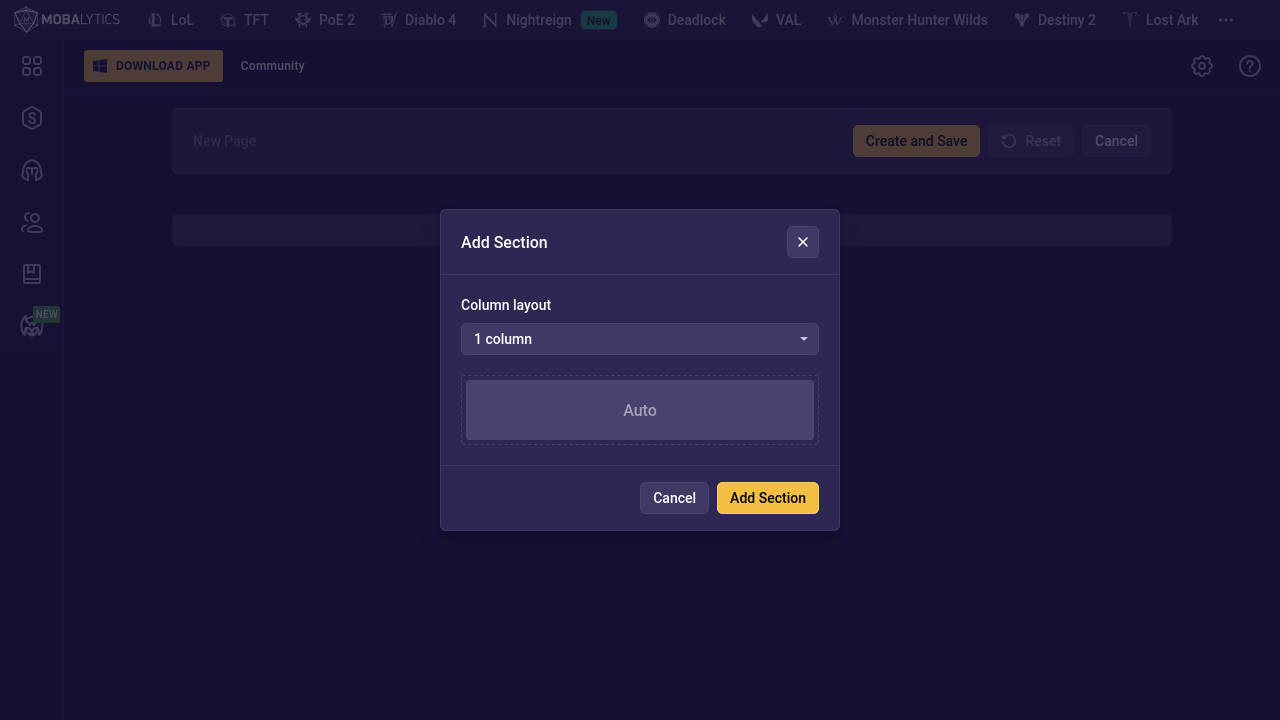 MOBALYTICS LoL TFT PoE 2 Diablo 4 Nightreign New Deadlock VAL Monster Hunter Wilds Destiny 2 Lost Ark
DOWNLOAD APP Community
New Page Create and Save Reset Cancel
Add Section
Column layout
NEW
1 column
Auto
Cancel Add Section